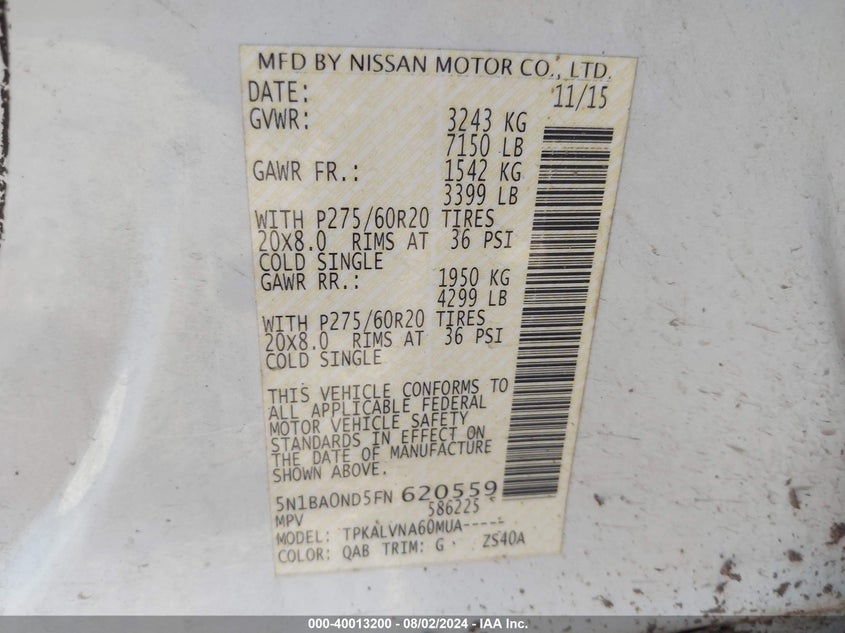 MFD BY NISSAN MOTOR CO., LTD.
DATE: 11/15
GVWR: 3243 KG
7150 LB
GAWR FR.: 1542 KG
3399 LB
WITH P275/60R20 TIRES
20X8.0 RIMS AT 36 PSI
COLD SINGLE
GAWR RR.: 1950 KG
4299 LB
WITH P275/60R20 TIRES
20X8.0 RIMS AT 36 PSI
COLD SINGLE
THIS VEHICLE CONFORMS TO
ALL APPLICABLE FEDERAL
MOTOR VEHICLE SAFETY
STANDARDS IN EFFECT ON
THE DATE OF MANUFACTURE
SHOWN ABOVE.
5N1BA0ND5FN 620559
MPV 586225
MODEL: TPKALVNA60MUA----
COLOR: QAB TRIM: G ZS40A
000-40013200 - 08/02/2024 - IAA Inc.